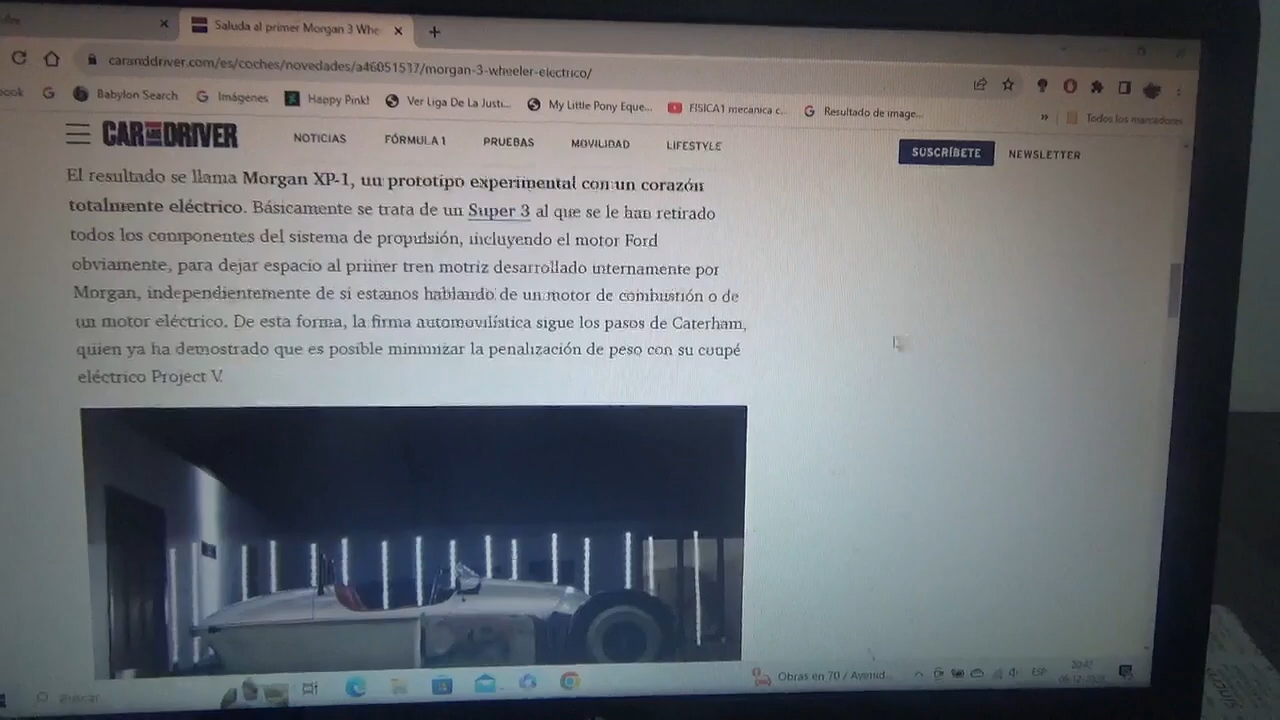 Saluda al primer Morgan 3 Whe
caranddriver.com/es/coches/novedades/a46051537/morgan-3-wheeler-electrico/
ook
Babylon Search
Imágenes
Happy Pink!
Ver Liga De La Justi...
My Little Pony Eque...
FISICA1 mecanica c...
Resultado de image...
»
Todos los marcadores
CAR AND DRIVER
NOTICIAS
FÓRMULA 1
PRUEBAS
MOVILIDAD
LIFESTYLE
SUSCRÍBETE
NEWSLETTER
El resultado se llama Morgan XP-1, un prototipo experimental con un corazón
totalmente eléctrico. Básicamente se trata de un Super 3 al que se le han retirado
todos los componentes del sistema de propulsión, incluyendo el motor Ford
obviamente, para dejar espacio al primer tren motriz desarrollado internamente por
Morgan, independientemente de si estamos hablando de un motor de combustión o de
un motor eléctrico. De esta forma, la firma automovilística sigue los pasos de Caterham,
quien ya ha demostrado que es posible minimizar la penalización de peso con su coupé
eléctrico Project V.
Buscar
Obras en 70 / Avenid...
ESP